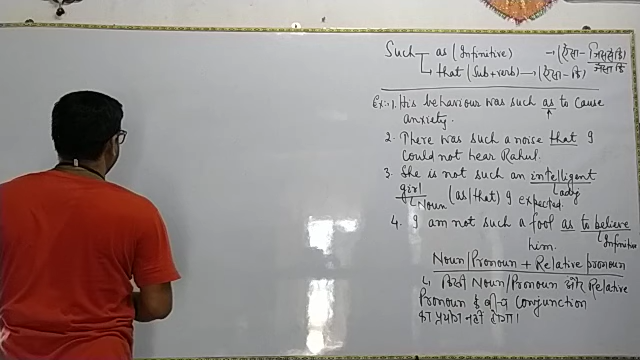 Such as (Infinitive) → (ऐसा - जिससे कि)
जैसा कि
that (Sub + verb) → (ऐसा - कि)
Ex:- 1. His behaviour was such as to cause
anxiety.
2. There was such a noise that I
could not hear Rahul.
3. She is not such an intelligent
girl (as/that) I expected.
Noun adj
4. I am not such a fool as to believe
him. Infinitive
Noun/Pronoun + Relative pronoun
किसी Noun/Pronoun और Relative
Pronoun के बीच Conjunction
का प्रयोग नहीं होगा।